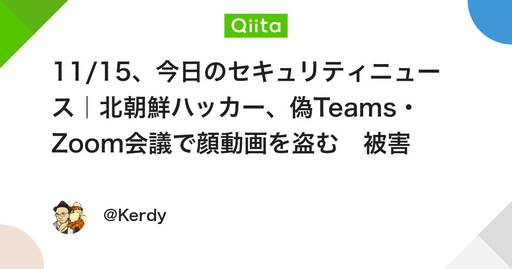 Qiita
11/15、今日のセキュリティニュー
ス｜北朝鮮ハッカー、偽Teams・
Zoom会議で顔動画を盗む　被害
@Kerdy